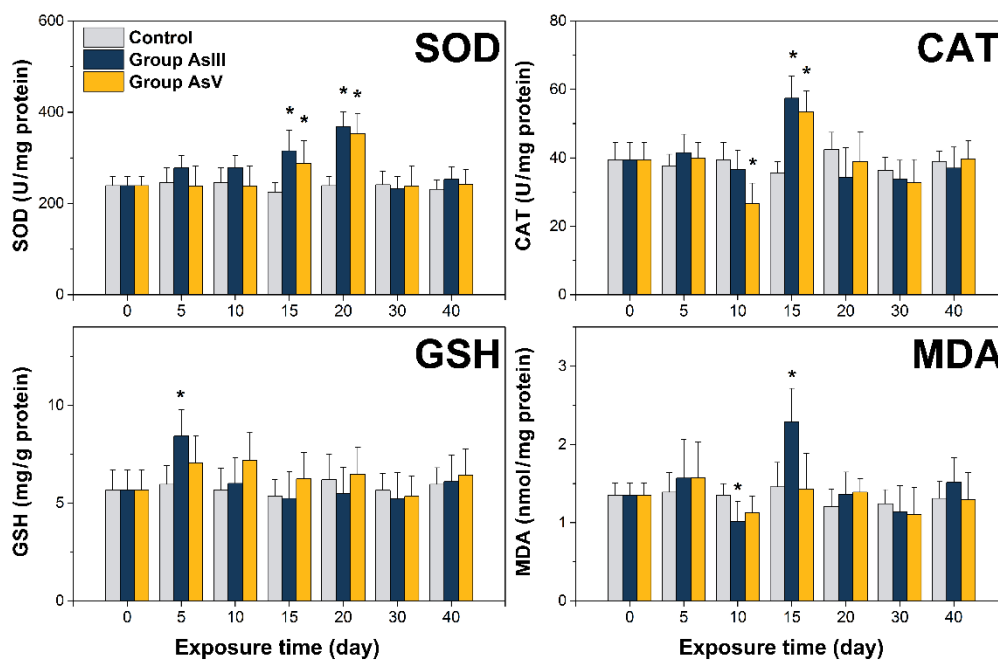 SOD
Control
Group AsIII
Group AsV
SOD (U/mg protein)
600
400
200
0
* * * *
0 5 10 15 20 30 40
CAT
CAT (U/mg protein)
80
60
40
20
0
* * *
0 5 10 15 20 30 40
GSH
GSH (mg/g protein)
10
5
0
*
0 5 10 15 20 30 40
Exposure time (day)
MDA
MDA (nmol/mg protein)
3
2
1
0
* *
0 5 10 15 20 30 40
Exposure time (day)